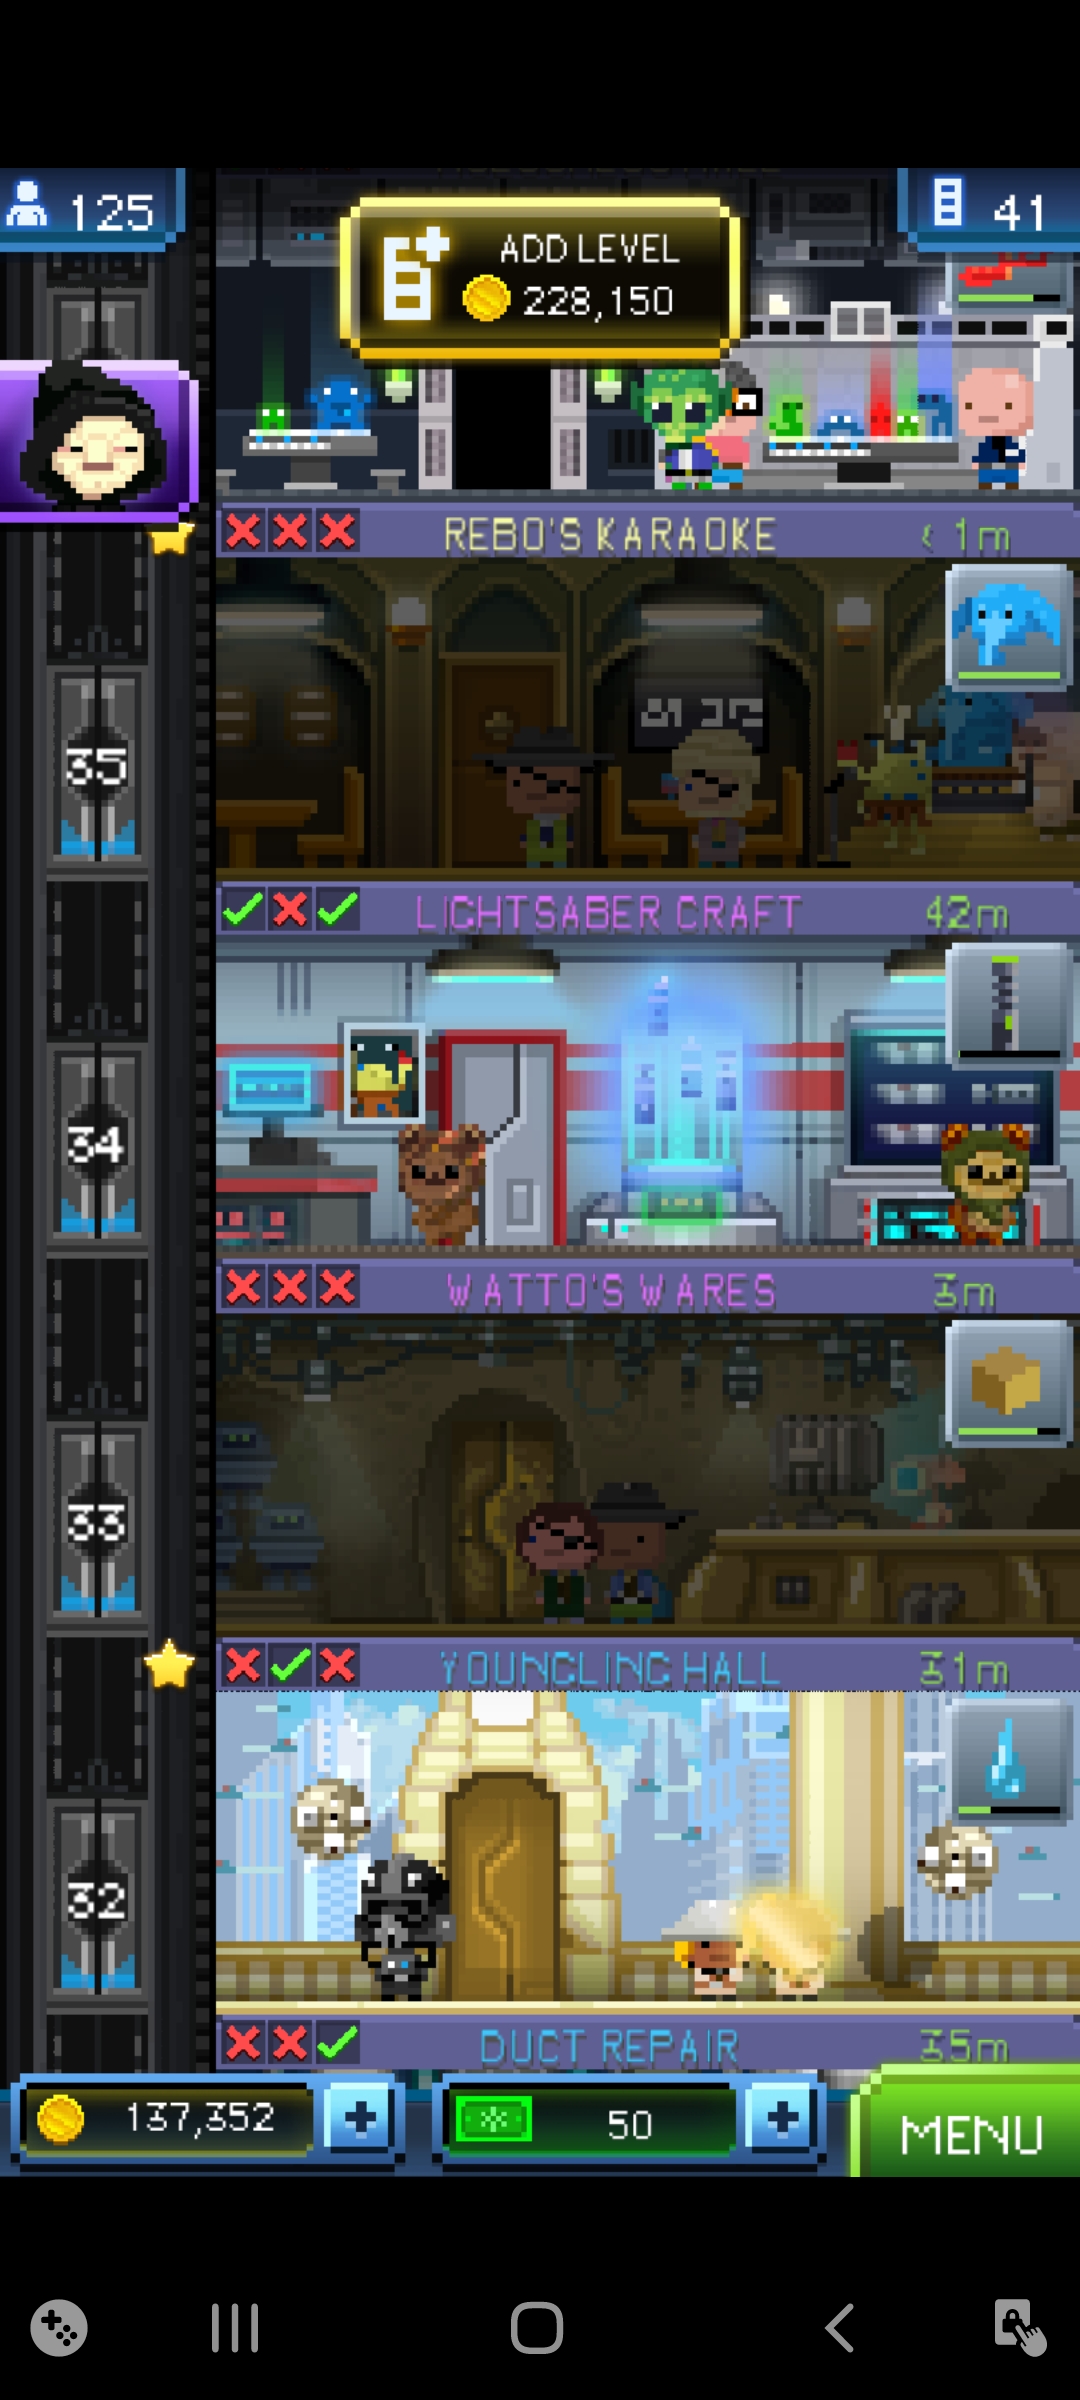 125
41
ADD LEVEL
228,150
REBO'S KARAOKE
< 1m
35
LIGHTSABER CRAFT
42m
34
WATTO'S WARES
3m
33
YOUNGLING HALL
31m
32
DUCT REPAIR
35m
137,352
50
MENU